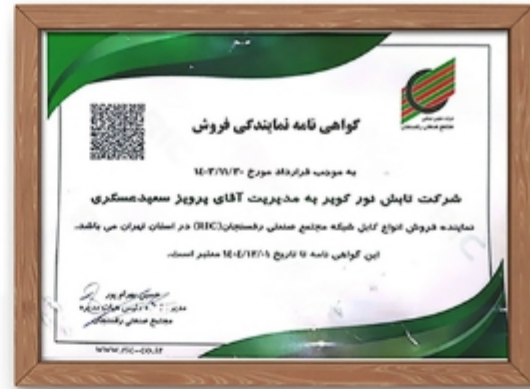 گواهی نامه نمایندگی فروش
به موجب قرارداد مورخ ۱۴۰۳/۱۱/۳۰
شرکت تابش نور کویر به مدیریت آقای پرویز سعیدعسگری
نماینده فروش انواع کابل شبکه مجتمع صنعتی رفسنجان(RIC) در استان تهران می باشد.
این گواهی نامه تا تاریخ ۱۴۰۴/۱۲/۰۱ معتبر است.
مجتمع صنعتی رفسنجان
www.ric-co.ir